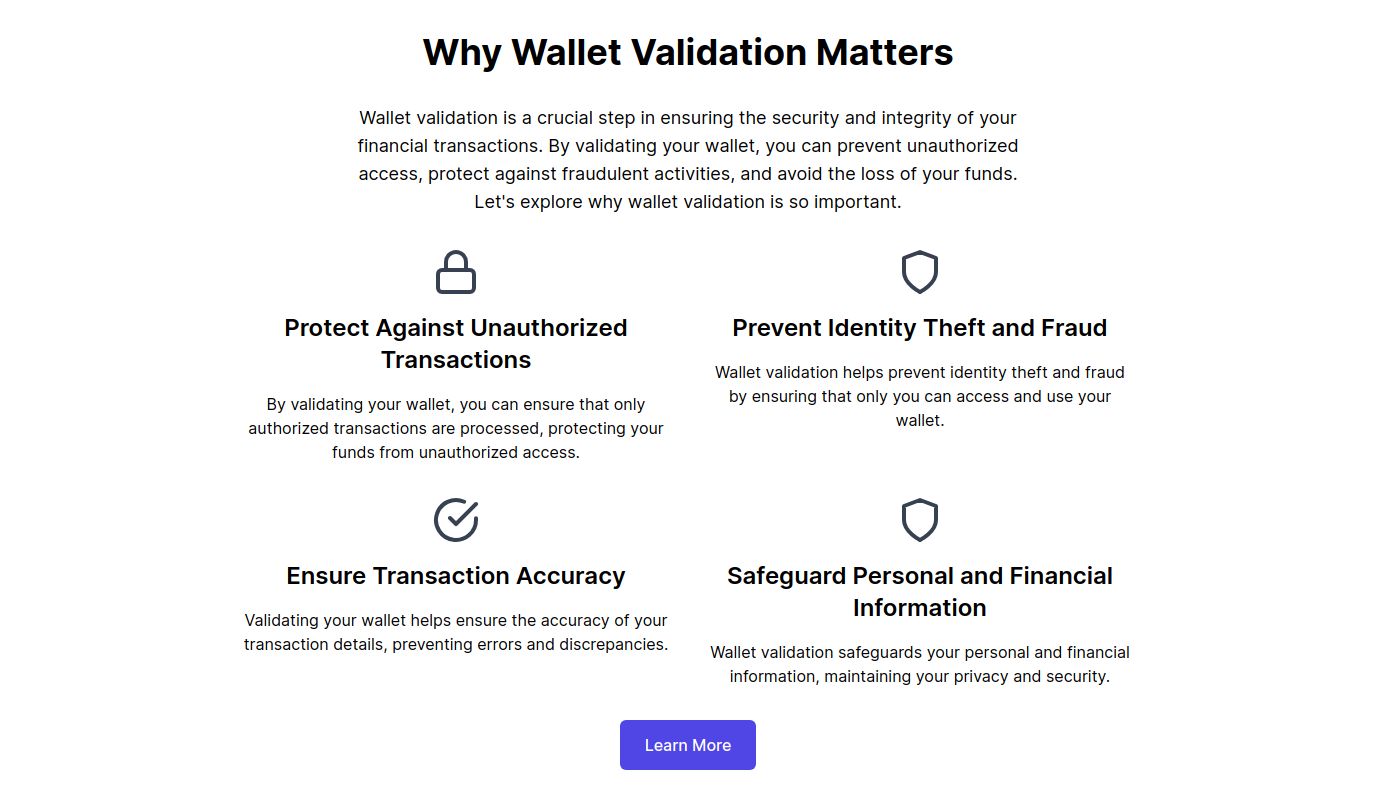 Why Wallet Validation Matters
Wallet validation is a crucial step in ensuring the security and integrity of your
financial transactions. By validating your wallet, you can prevent unauthorized
access, protect against fraudulent activities, and avoid the loss of your funds.
Let's explore why wallet validation is so important.
Protect Against Unauthorized
Transactions
By validating your wallet, you can ensure that only
authorized transactions are processed, protecting your
funds from unauthorized access.
Prevent Identity Theft and Fraud
Wallet validation helps prevent identity theft and fraud
by ensuring that only you can access and use your
wallet.
Ensure Transaction Accuracy
Validating your wallet helps ensure the accuracy of your
transaction details, preventing errors and discrepancies.
Safeguard Personal and Financial
Information
Wallet validation safeguards your personal and financial
information, maintaining your privacy and security.
Learn More